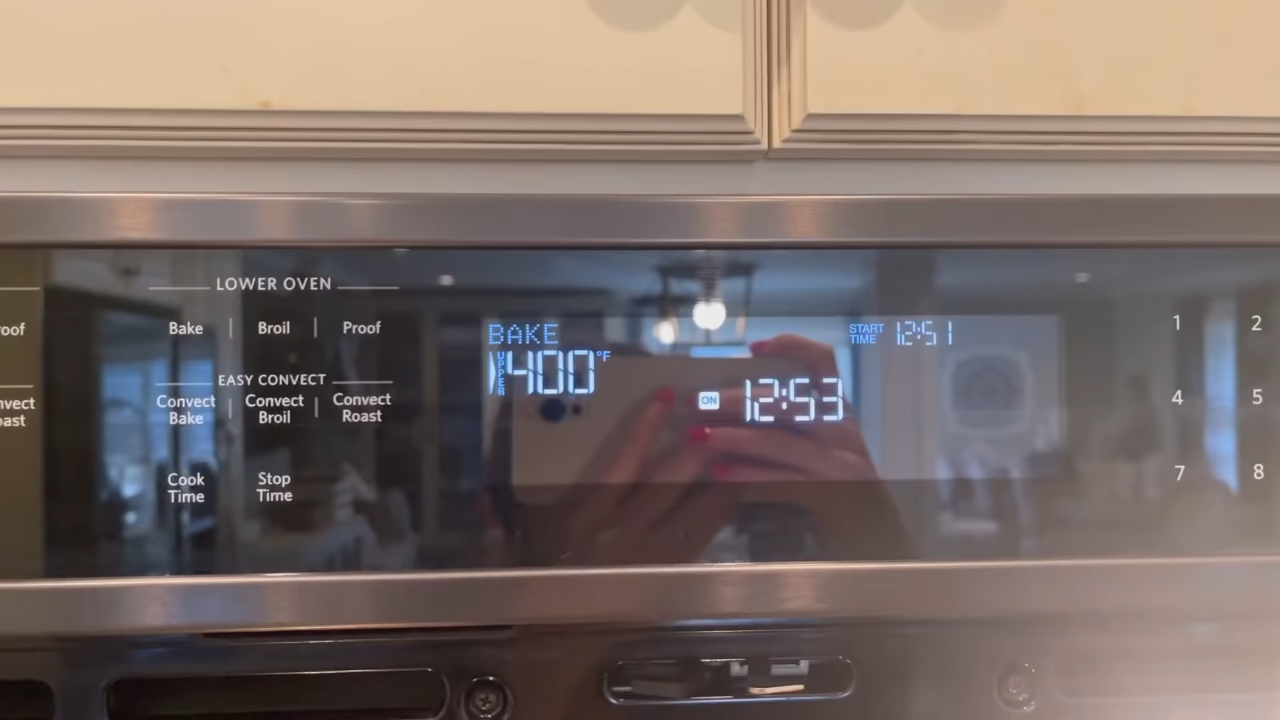 LOWER OVEN
oof
Bake | Broil | Proof
EASY CONVECT
nvect
oast
Convect
Bake | Convect
Broil | Convect
Roast
Cook
Time
Stop
Time
BAKE
UPPER
400°F
ON
12:53
START
TIME
12:51
1 2
4 5
7 8